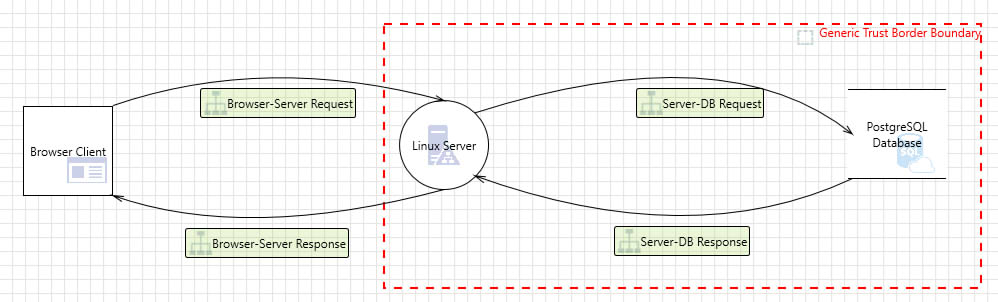 Generic Trust Border Boundary
Browser-Server Request
Server-DB Request
Browser Client
Linux Server
PostgreSQL
Database
SQL
Browser-Server Response
Server-DB Response